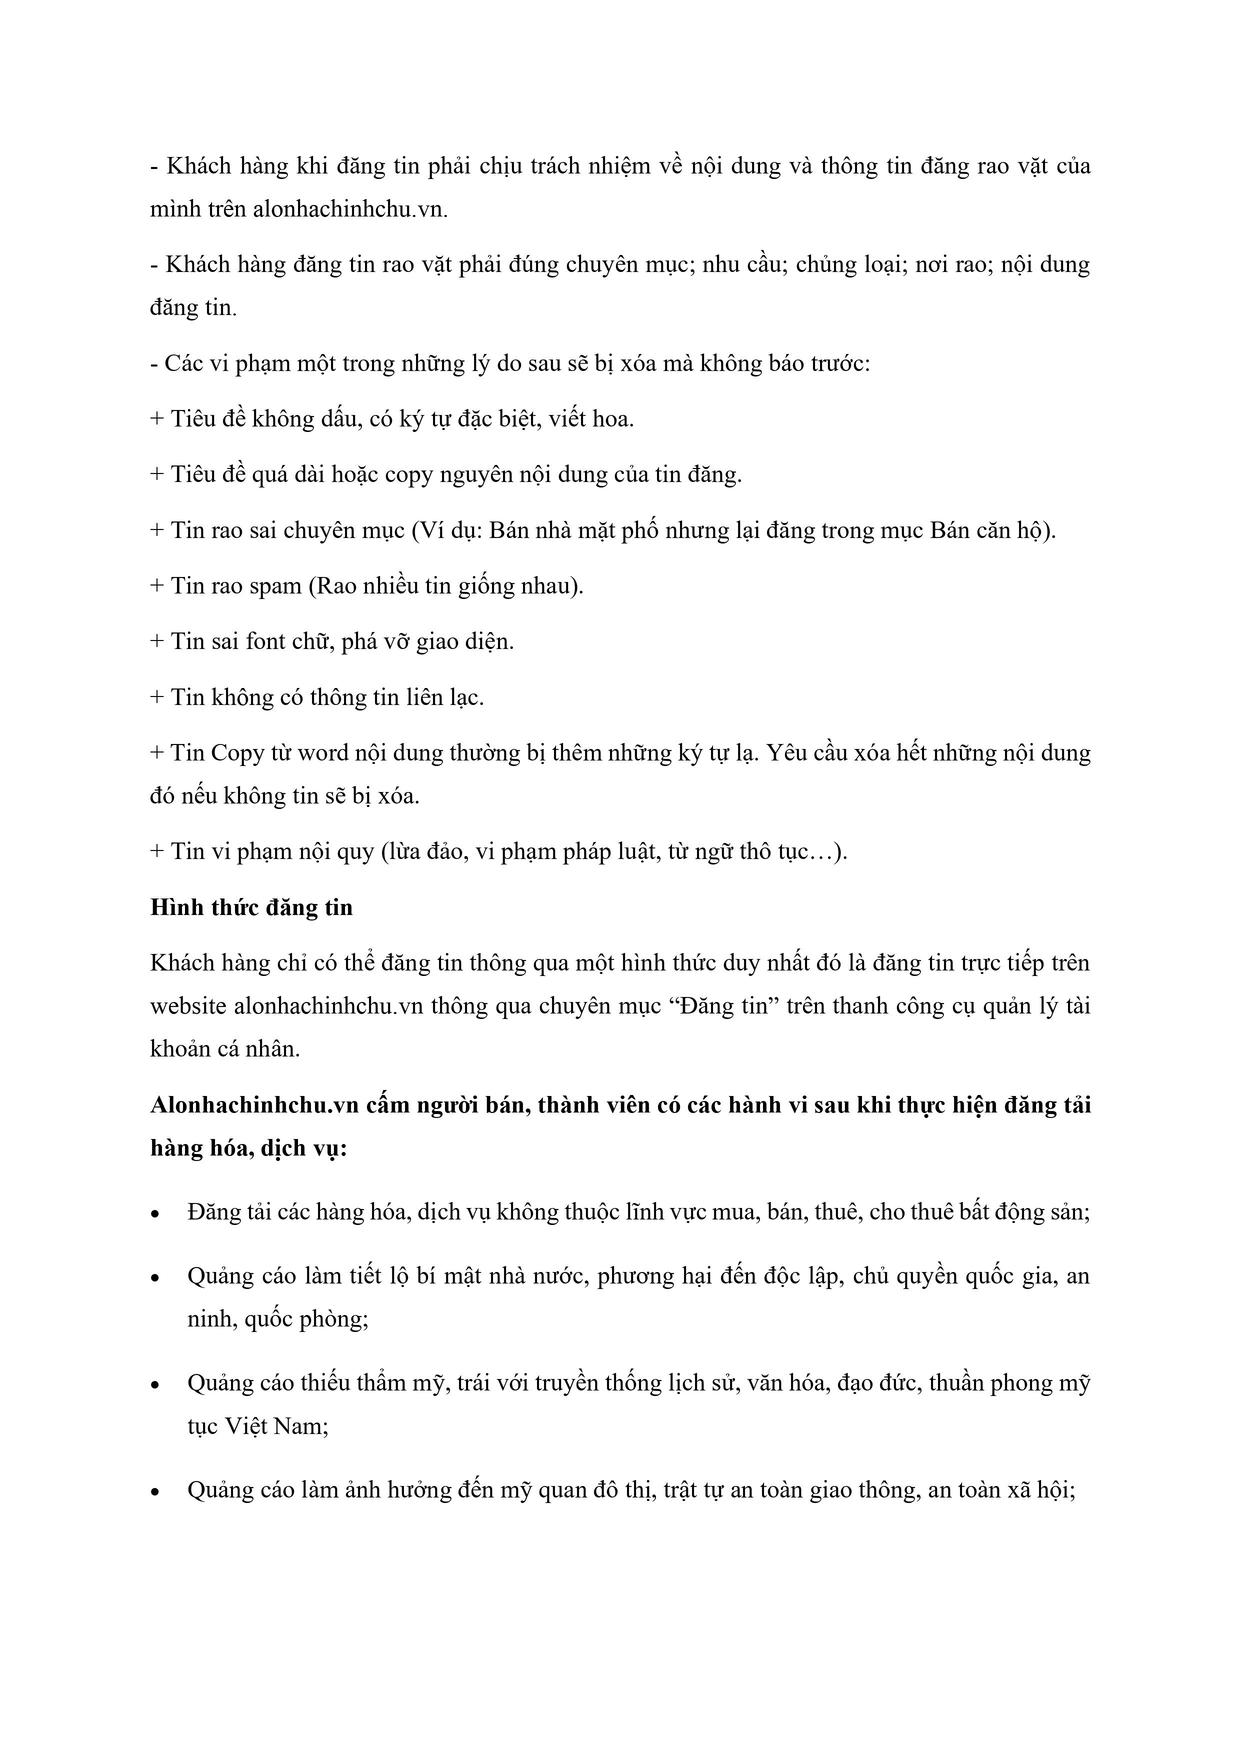 - Khách hàng khi đăng tin phải chịu trách nhiệm về nội dung và thông tin đăng rao vặt của
mình trên alonhachinhchu.vn.
- Khách hàng đăng tin rao vặt phải đúng chuyên mục; nhu cầu; chủng loại; nơi rao; nội dung
đăng tin.
- Các vi phạm một trong những lý do sau sẽ bị xóa mà không báo trước:
+ Tiêu đề không dấu, có ký tự đặc biệt, viết hoa.
+ Tiêu đề quá dài hoặc copy nguyên nội dung của tin đăng.
+ Tin rao sai chuyên mục (Ví dụ: Bán nhà mặt phố nhưng lại đăng trong mục Bán căn hộ).
+ Tin rao spam (Rao nhiều tin giống nhau).
+ Tin sai font chữ, phá vỡ giao diện.
+ Tin không có thông tin liên lạc.
+ Tin Copy từ word nội dung thường bị thêm những ký tự lạ. Yêu cầu xóa hết những nội dung
đó nếu không tin sẽ bị xóa.
+ Tin vi phạm nội quy (lừa đảo, vi phạm pháp luật, từ ngữ thô tục…).
Hình thức đăng tin
Khách hàng chỉ có thể đăng tin thông qua một hình thức duy nhất đó là đăng tin trực tiếp trên
website alonhachinhchu.vn thông qua chuyên mục “Đăng tin” trên thanh công cụ quản lý tài
khoản cá nhân.
Alonhachinhchu.vn cấm người bán, thành viên có các hành vi sau khi thực hiện đăng tải
hàng hóa, dịch vụ:
• Đăng tải các hàng hóa, dịch vụ không thuộc lĩnh vực mua, bán, thuê, cho thuê bất động sản;
• Quảng cáo làm tiết lộ bí mật nhà nước, phương hại đến độc lập, chủ quyền quốc gia, an
ninh, quốc phòng;
• Quảng cáo thiếu thẩm mỹ, trái với truyền thống lịch sử, văn hóa, đạo đức, thuần phong mỹ
tục Việt Nam;
• Quảng cáo làm ảnh hưởng đến mỹ quan đô thị, trật tự an toàn giao thông, an toàn xã hội;